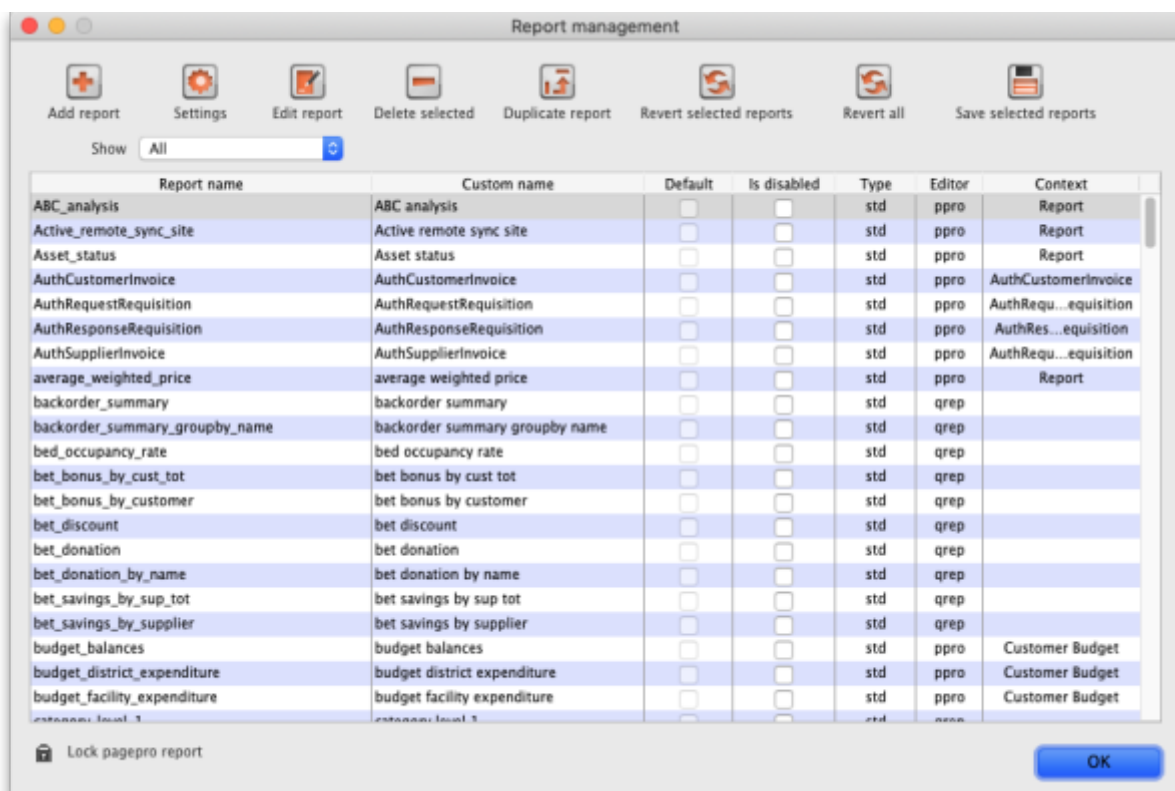 Report management
Add report Settings Edit report Delete selected Duplicate report Revert selected reports Revert all Save selected reports
Show All
Report name Custom name Default Is disabled Type Editor Context
ABC_analysis ABC analysis std ppro Report
Active_remote_sync_site Active remote sync site std ppro Report
Asset_status Asset status std ppro Report
AuthCustomerInvoice AuthCustomerInvoice std ppro AuthCustomerInvoice
AuthRequestRequisition AuthRequestRequisition std ppro AuthRequ...equisition
AuthResponseRequisition AuthResponseRequisition std ppro AuthRes...equisition
AuthSupplierInvoice AuthSupplierInvoice std ppro AuthRequ...equisition
average_weighted_price average weighted price std ppro Report
backorder_summary backorder summary std qrep
backorder_summary_groupby_name backorder summary groupby name std qrep
bed_occupancy_rate bed occupancy rate std qrep
bet_bonus_by_cust_tot bet bonus by cust tot std qrep
bet_bonus_by_customer bet bonus by customer std qrep
bet_discount bet discount std qrep
bet_donation bet donation std qrep
bet_donation_by_name bet donation by name std qrep
bet_savings_by_sup_tot bet savings by sup tot std qrep
bet_savings_by_supplier bet savings by supplier std qrep
budget_balances budget balances std ppro Customer Budget
budget_district_expenditure budget district expenditure std ppro Customer Budget
budget_facility_expenditure budget facility expenditure std ppro Customer Budget
category_level_1 category level 1 std qrep
Lock pagepro report
OK